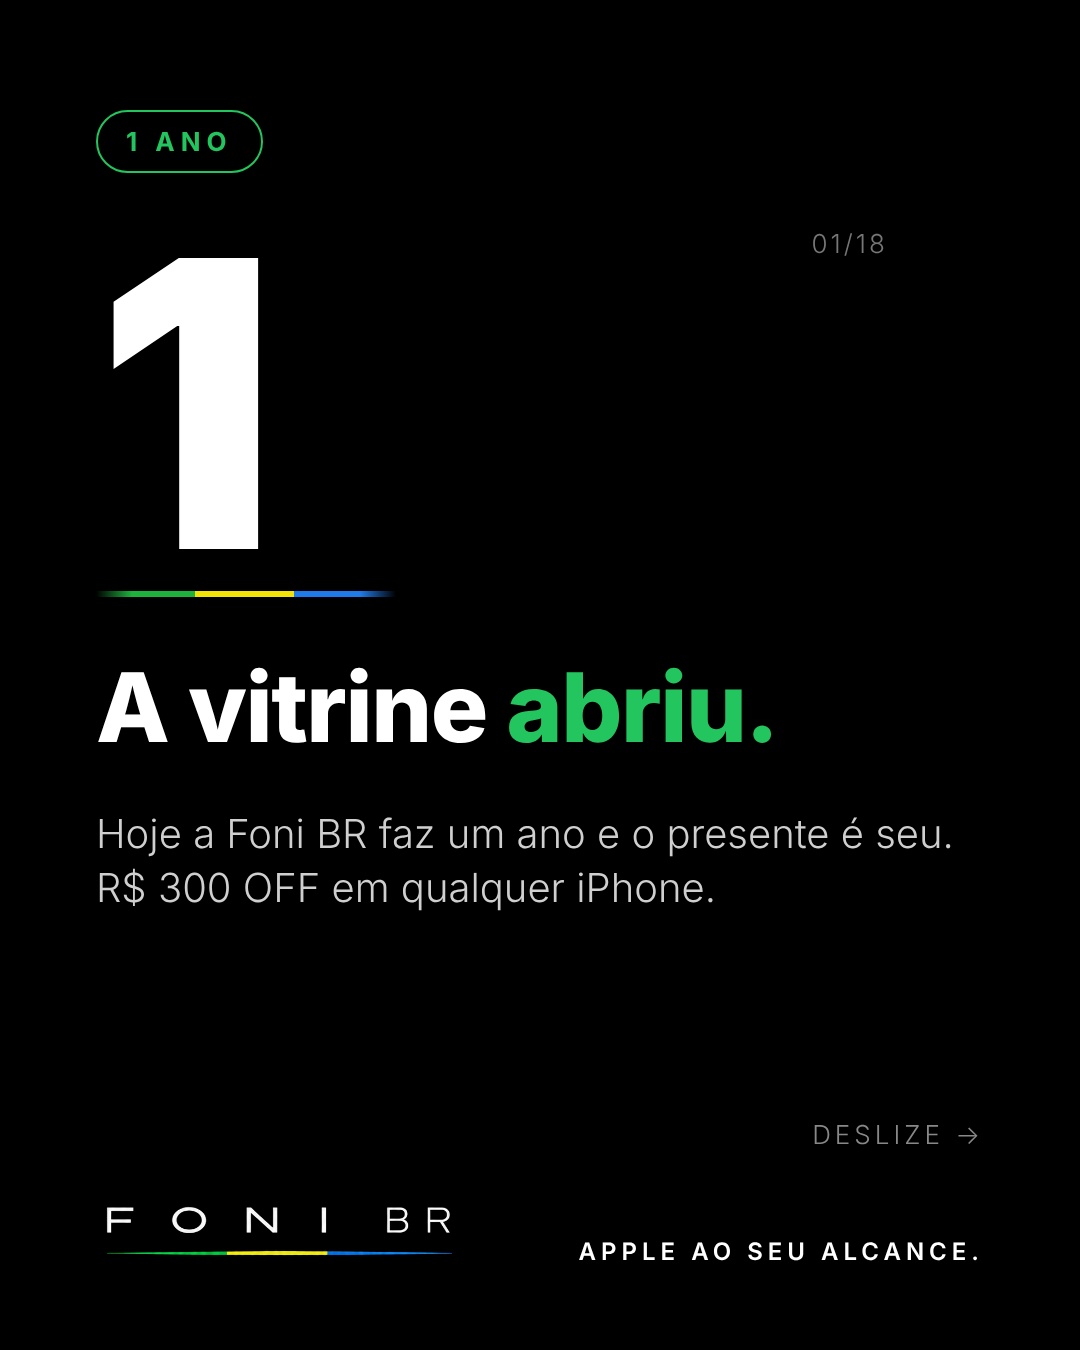 1 ANO
01/18
1
A vitrine abriu.
Hoje a Foni BR faz um ano e o presente é seu.
R$ 300 OFF em qualquer iPhone.
DESLIZE →
FONI BR
APPLE AO SEU ALCANCE.